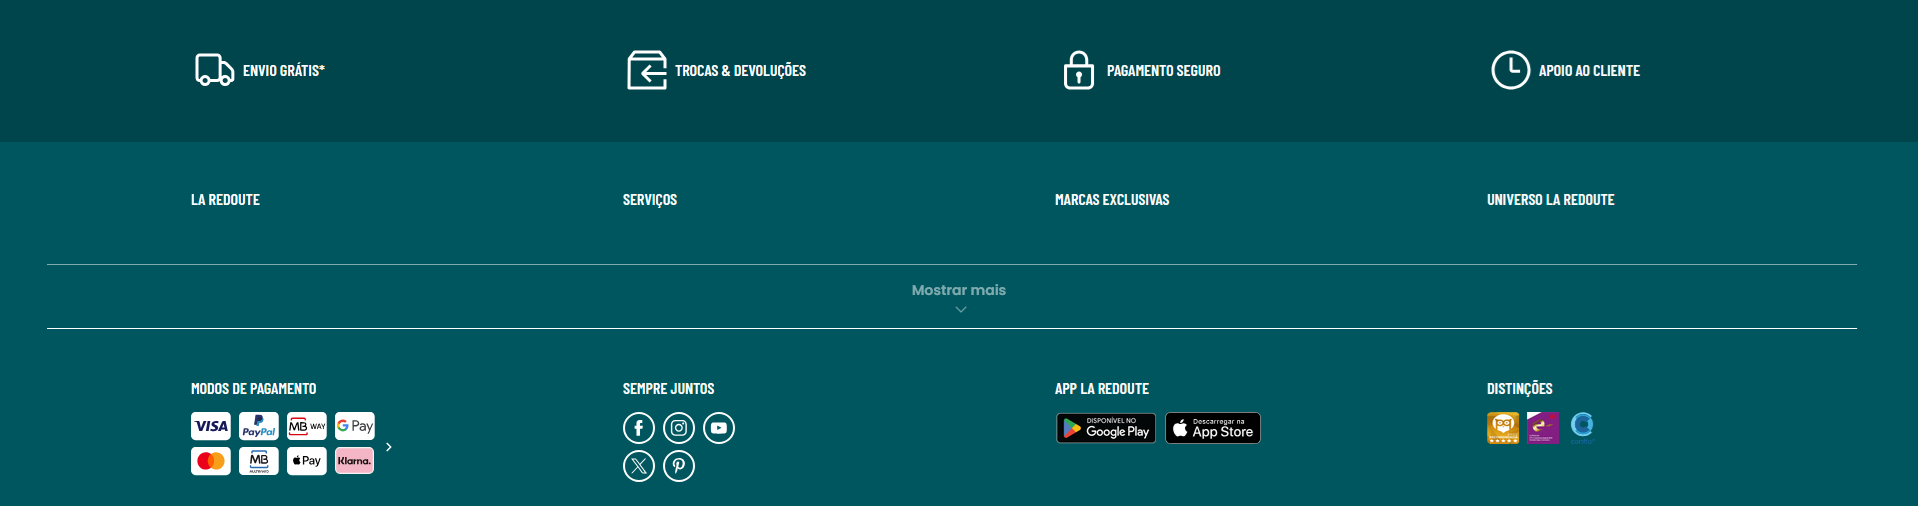 ENVIO GRÁTIS*
TROCAS & DEVOLUÇÕES
PAGAMENTO SEGURO
APOIO AO CLIENTE
LA REDOUTE
SERVIÇOS
MARCAS EXCLUSIVAS
UNIVERSO LA REDOUTE
Mostrar mais
MODOS DE PAGAMENTO
VISA
PayPal
MB WAY
G Pay
MB
MULTIBANCO
Pay
Klarna.
SEMPRE JUNTOS
APP LA REDOUTE
DISPONÍVEL NO
Google Play
Descarregar na
App Store
DISTINÇÕES